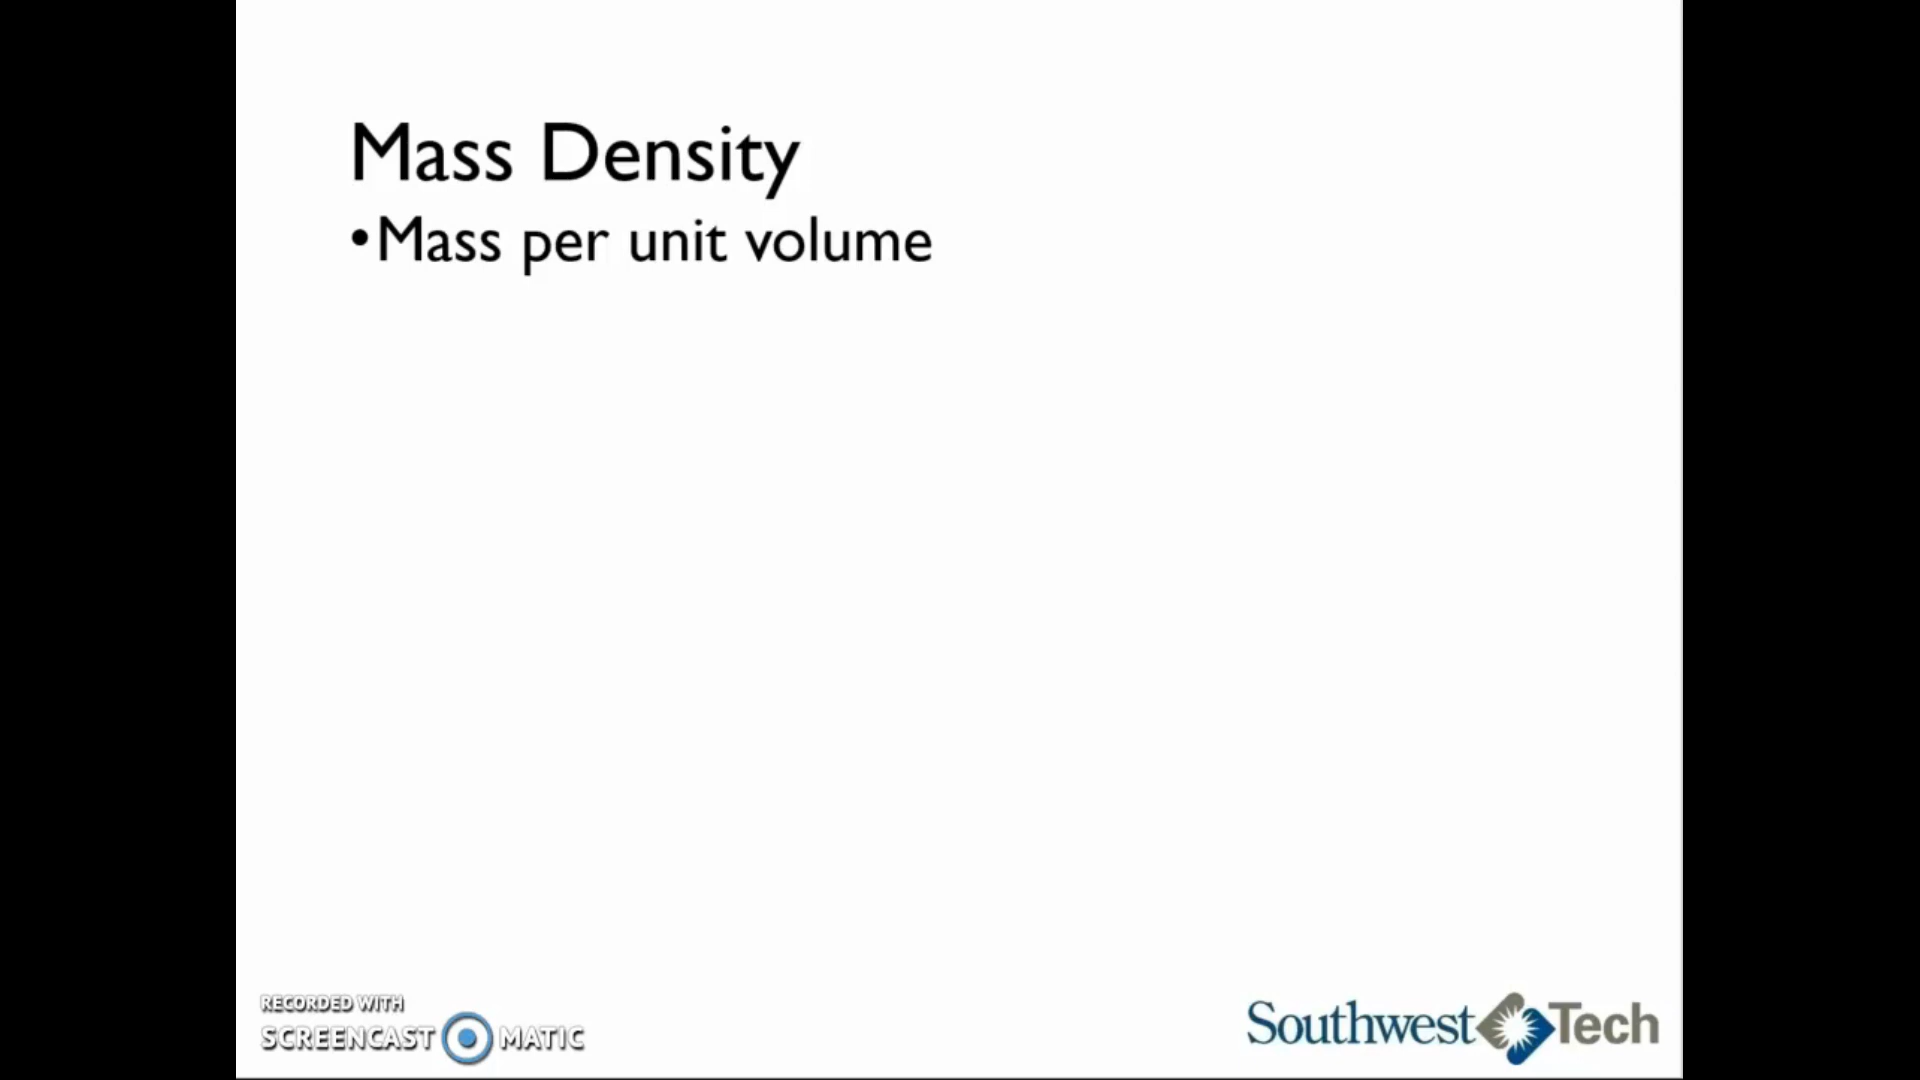 Mass Density
•Mass per unit volume
RECORDED WITH
SCREENCAST MATIC
Southwest Tech